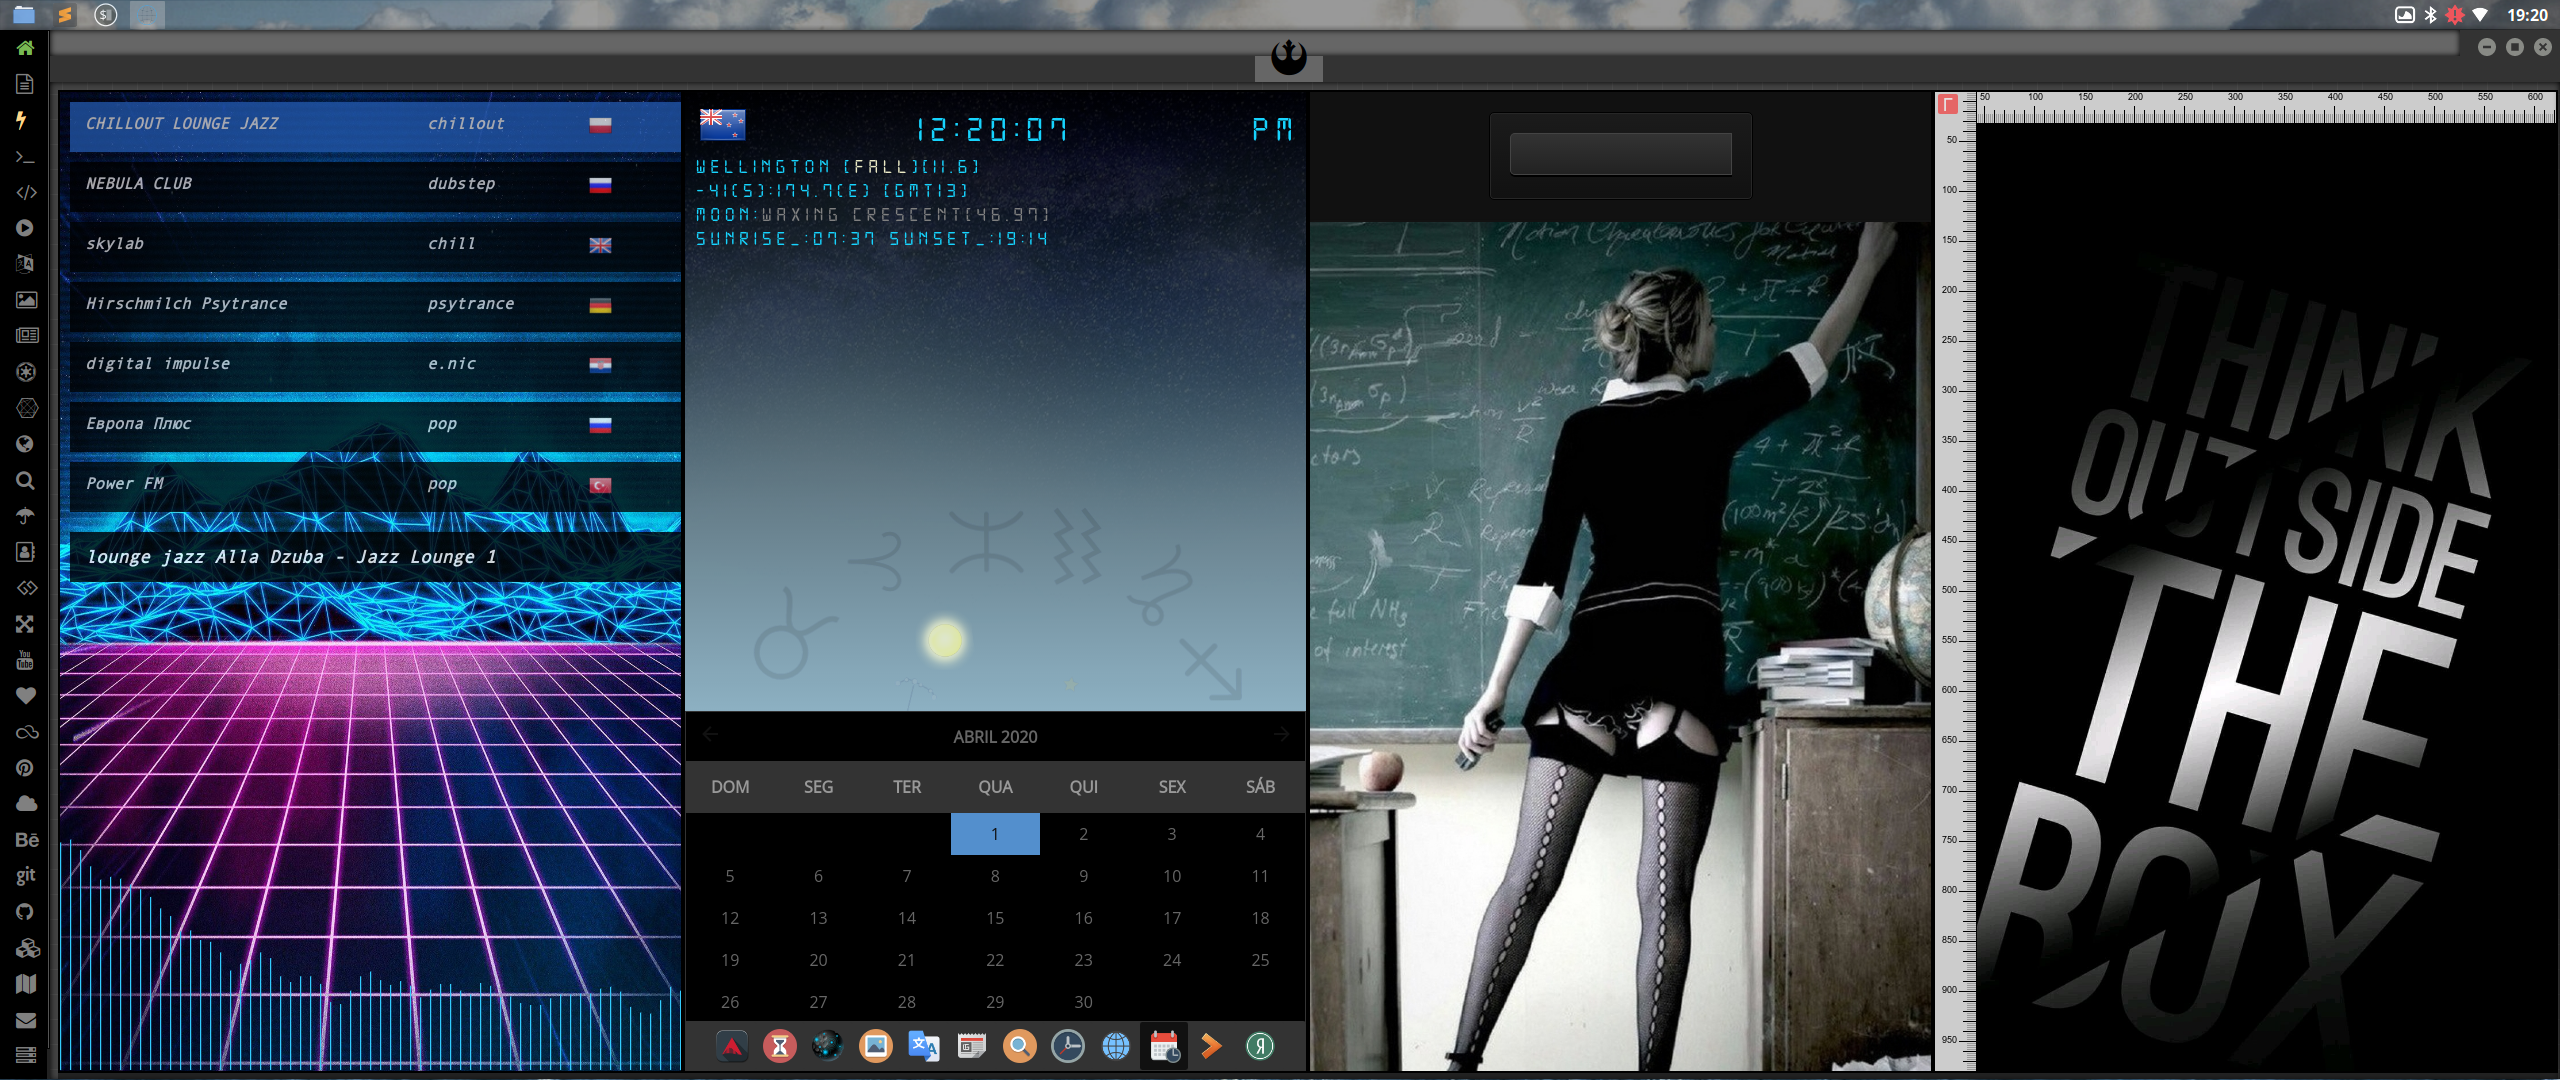 19:20
CHILLOUT LOUNGE JAZZ chillout
NEBULA CLUB dubstep
skylab chill
Hirschmilch Psytrance psytrance
digital impulse e.nic
Европа Плюс pop
Power FM pop
lounge jazz Alla Dzuba - Jazz Lounge 1
You
Tube
Bē
git
12:20:07 PM
WELLINGTON [FALL][11.6]
-41(S):174.7(E) [GMT13]
MOON:WAXING CRESCENT[46.97]
SUNRISE_:07:37 SUNSET_:19:14
ABRIL 2020
DOM SEG TER QUA QUI SEX SÁB
1 2 3 4
5 6 7 8 9 10 11
12 13 14 15 16 17 18
19 20 21 22 23 24 25
26 27 28 29 30
Motion
of interest
50 100 150 200 250 300 350 400 450 500 550 600
50
100
150
200
250
300
350
400
450
500
550
600
650
700
750
800
850
900
950
THINK
OUTSIDE
THE
BOX